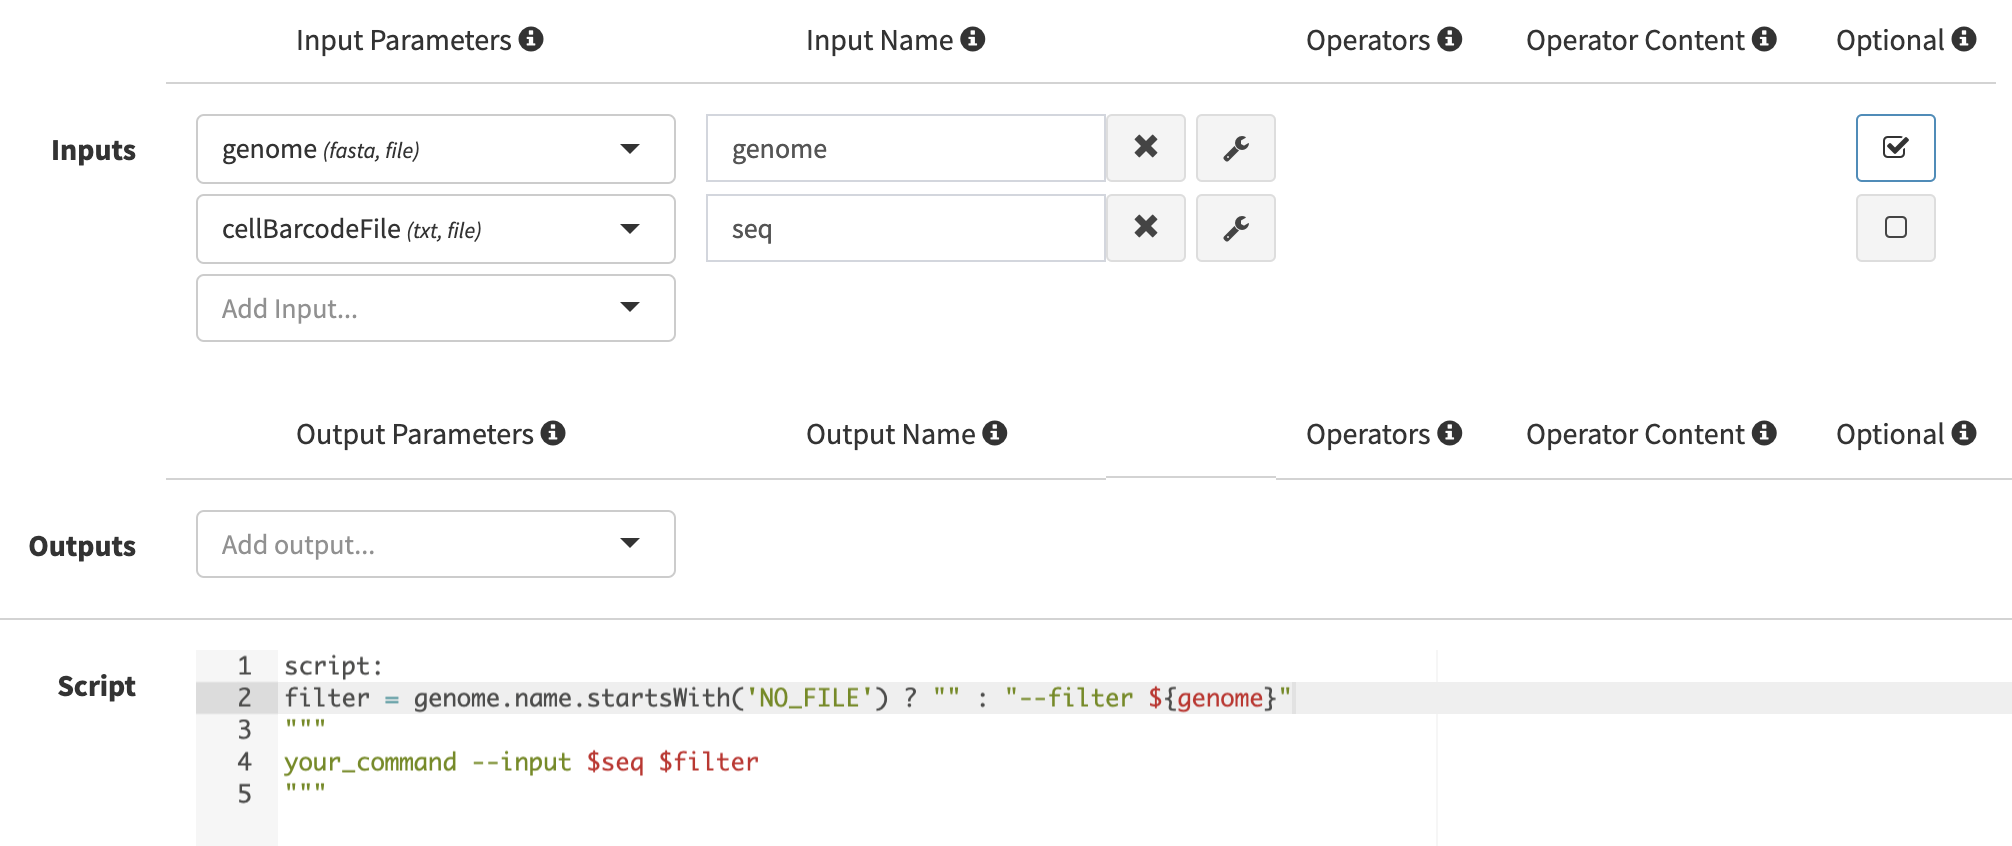 Input Parameters Input Name Operators Operator Content Optional
Inputs genome (fasta, file) genome
cellBarcodeFile (txt, file) seq
Add Input...
Output Parameters Output Name Operators Operator Content Optional
Outputs Add output...
Script
1 script:
2 filter = genome.name.startsWith('NO_FILE') ? "" : "--filter ${genome}"
3 """
4 your_command --input $seq $filter
5 """